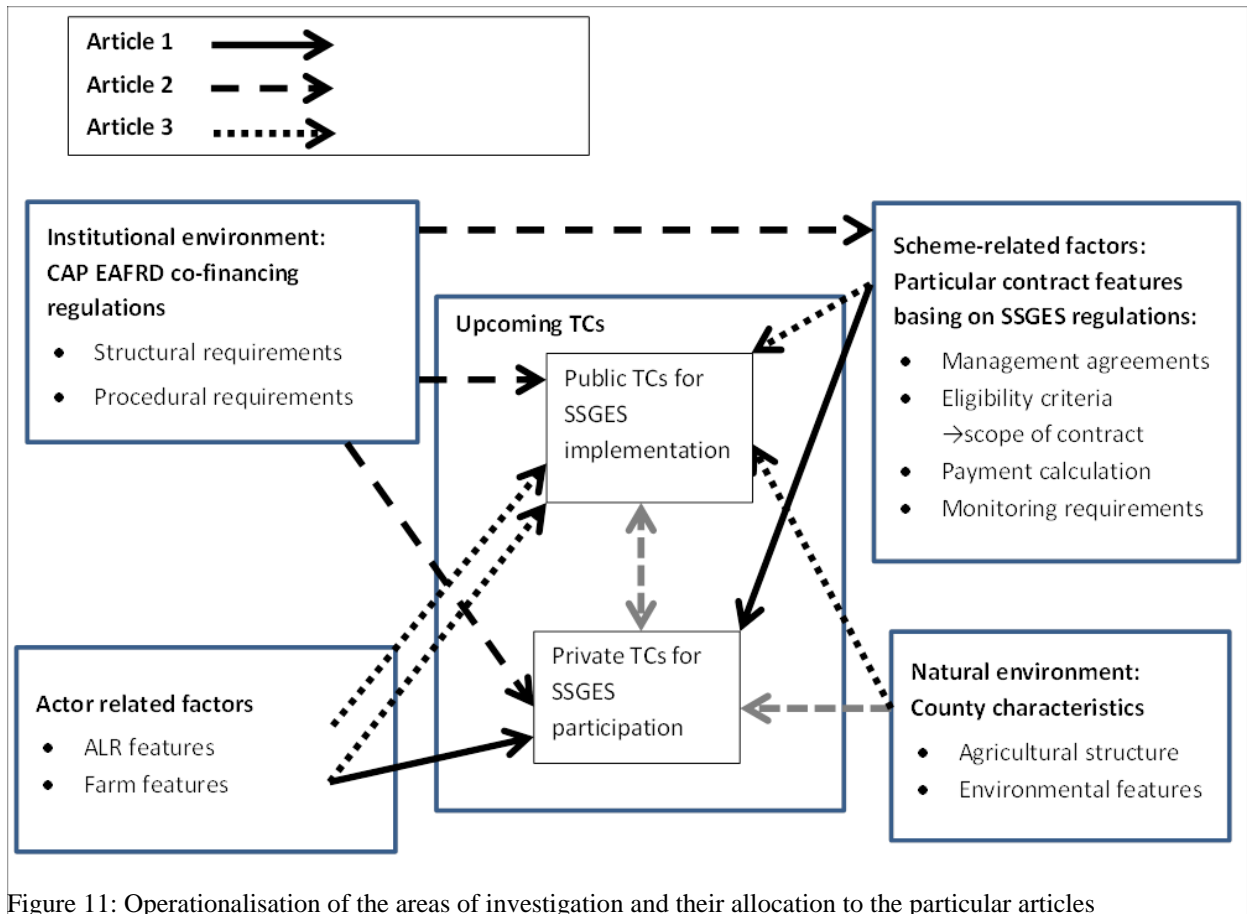 Article 1
Article 2
Article 3
Institutional environment:
CAP EAFRD co-financing
regulations
• Structural requirements
• Procedural requirements
Scheme-related factors:
Particular contract features
basing on SSGES regulations:
• Management agreements
• Eligibility criteria
→scope of contract
• Payment calculation
• Monitoring requirements
Upcoming TCs
Public TCs for
SSGES
implementation
Private TCs for
SSGES
participation
Actor related factors
• ALR features
• Farm features
Natural environment:
County characteristics
• Agricultural structure
• Environmental features
Figure 11: Operationalisation of the areas of investigation and their allocation to the particular articles